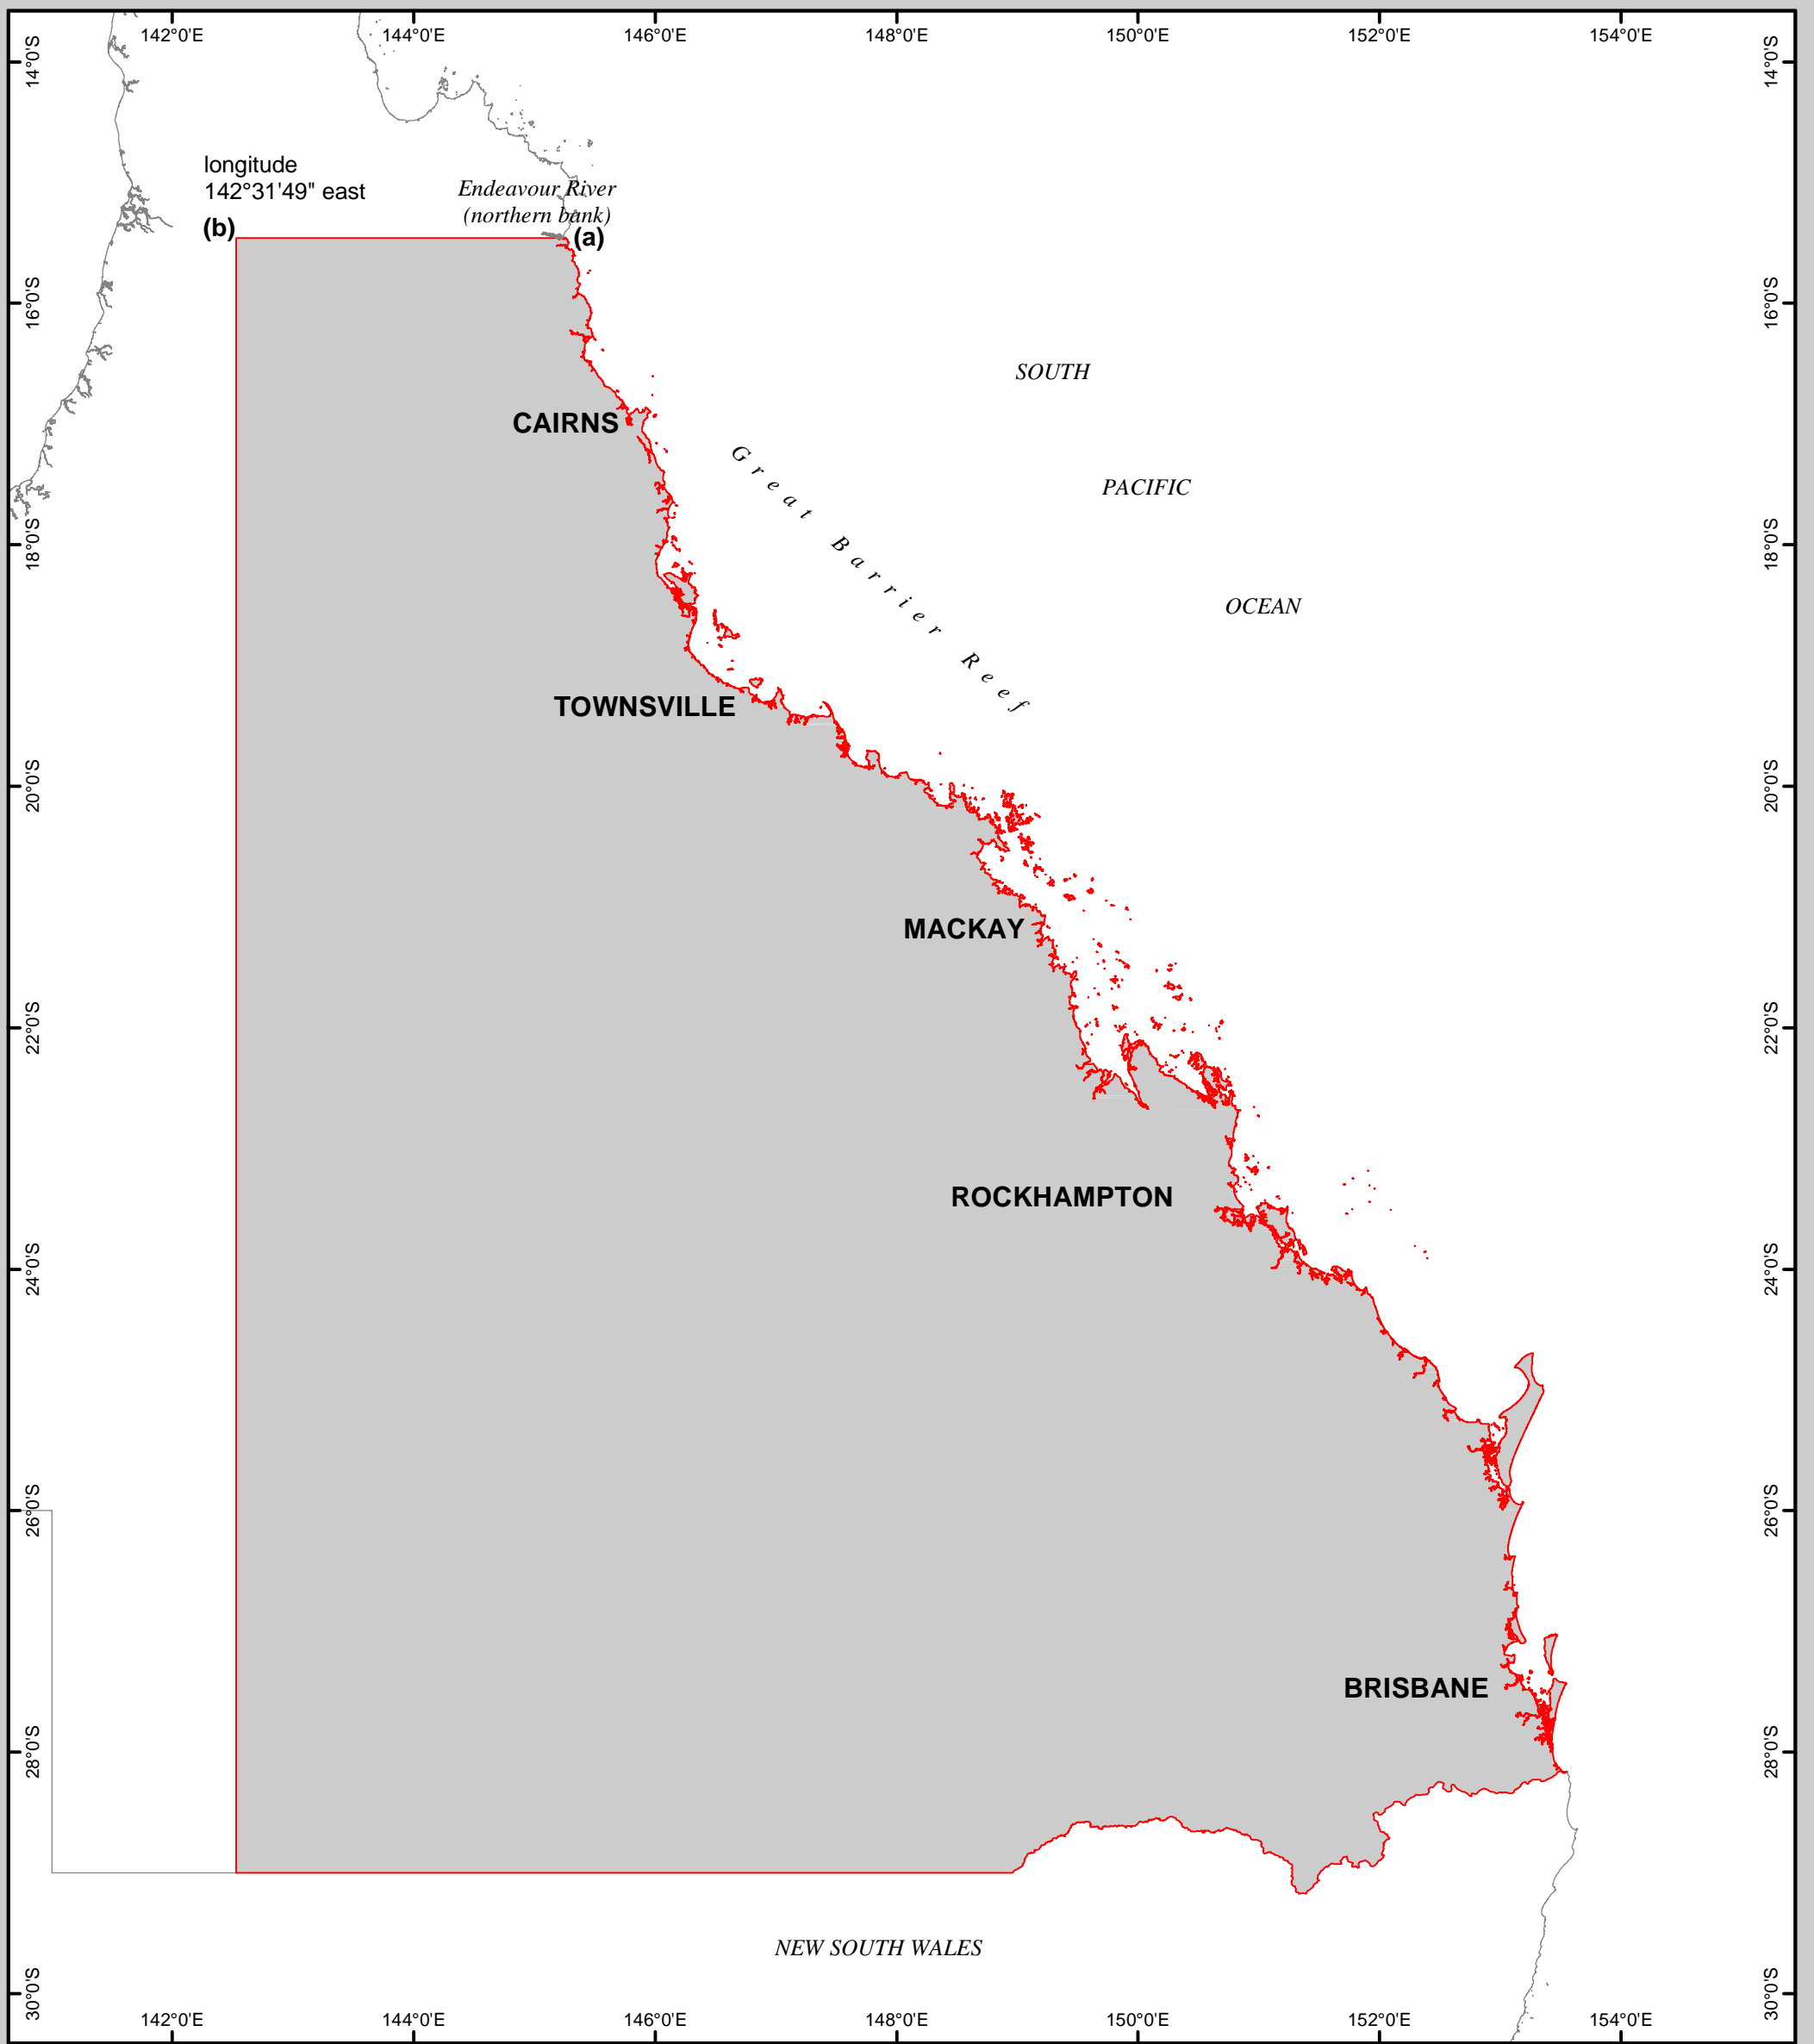 142°0'E
144°0'E
146°0'E
148°0'E
150°0'E
152°0'E
154°0'E
14°0'S
14°0'S
longitude
142°31'49" east
(b)
Endeavour River
(northern bank)
(a)
16°0'S
16°0'S
SOUTH
CAIRNS
Great Barrier Reef
PACIFIC
18°0'S
18°0'S
OCEAN
TOWNSVILLE
20°0'S
20°0'S
MACKAY
22°0'S
22°0'S
ROCKHAMPTON
24°0'S
24°0'S
26°0'S
26°0'S
BRISBANE
28°0'S
28°0'S
NEW SOUTH WALES
30°0'S
30°0'S
142°0'E
144°0'E
146°0'E
148°0'E
150°0'E
152°0'E
154°0'E